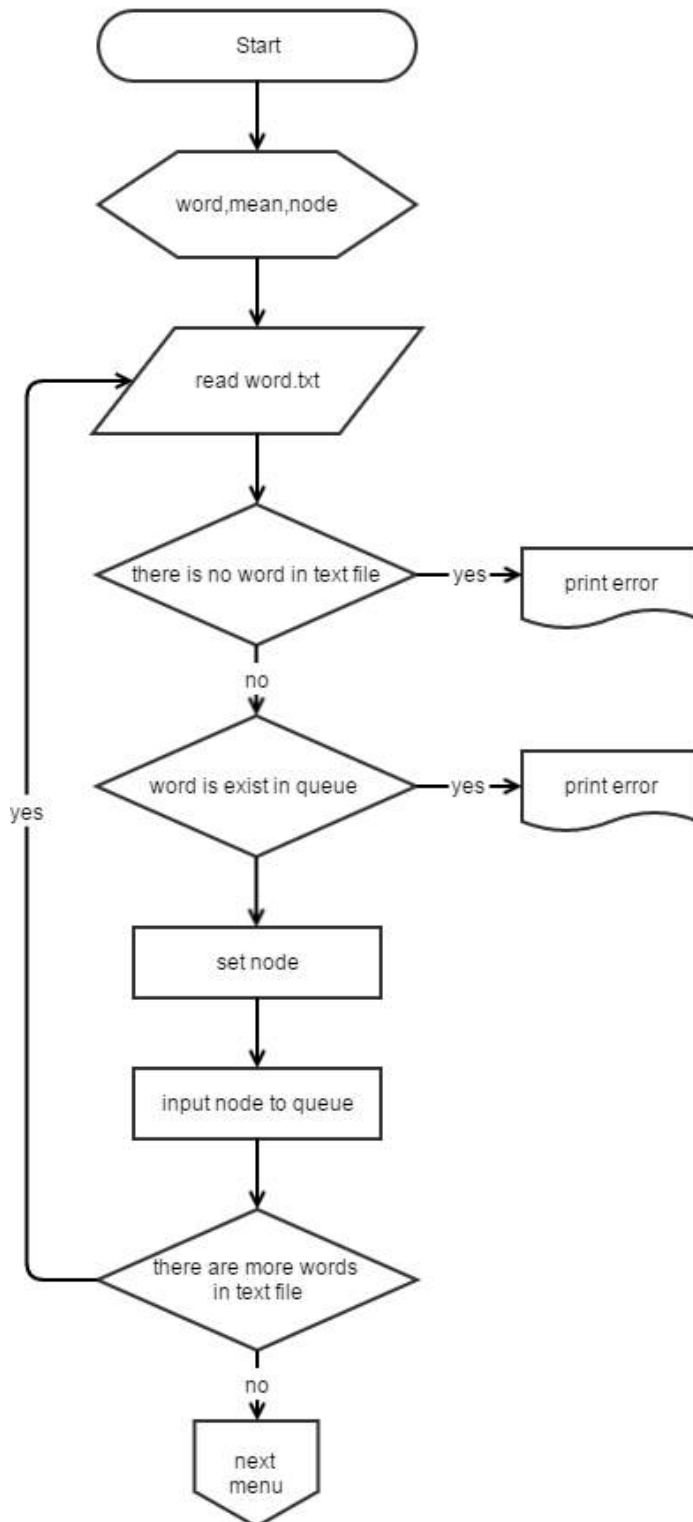 Start
word,mean,node
read word.txt
there is no word in text file
yes
print error
no
word is exist in queue
yes
print error
yes
set node
input node to queue
there are more words
in text file
no
next
menu